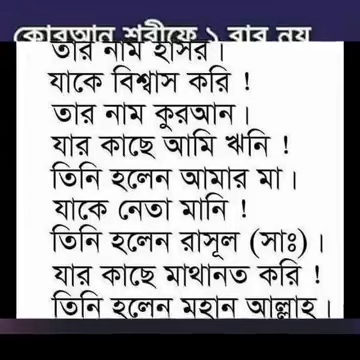 কোরআন শরীফে ১ বার নয়
তার নাম হাসর।
যাকে বিশ্বাস করি !
তার নাম কুরআন।
যার কাছে আমি ঋনি !
তিনি হলেন আমার মা।
যাকে নেতা মানি !
তিনি হলেন রাসূল (সাঃ)।
যার কাছে মাথানত করি !
তিনি হলেন মহান আল্লাহ।